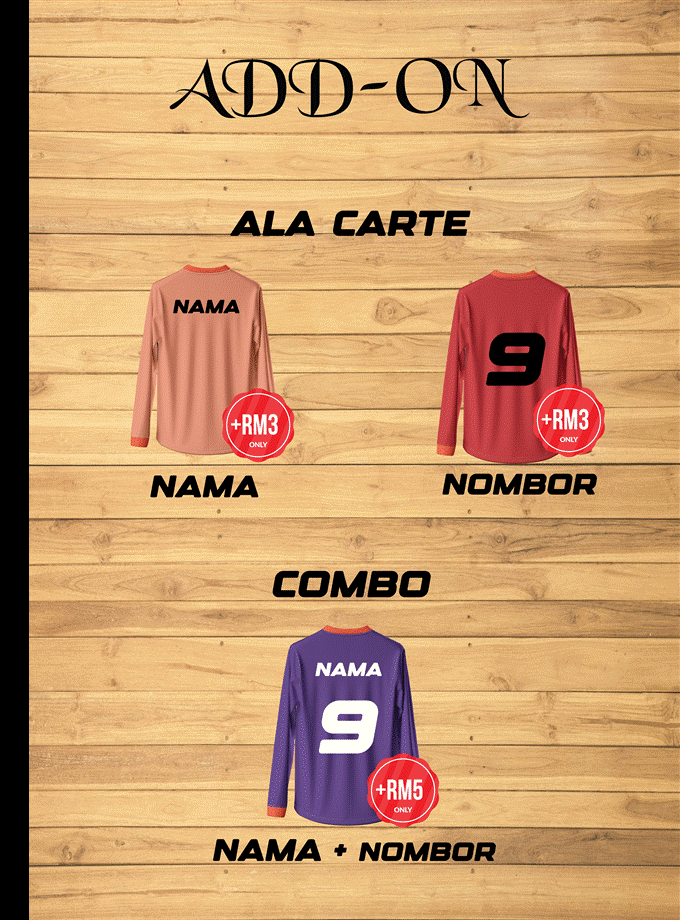 ADD-ON
ALA CARTE
NAMA
9
+RM3
ONLY
+RM3
ONLY
NAMA
NOMBOR
COMBO
NAMA
9
+RM5
ONLY
NAMA + NOMBOR